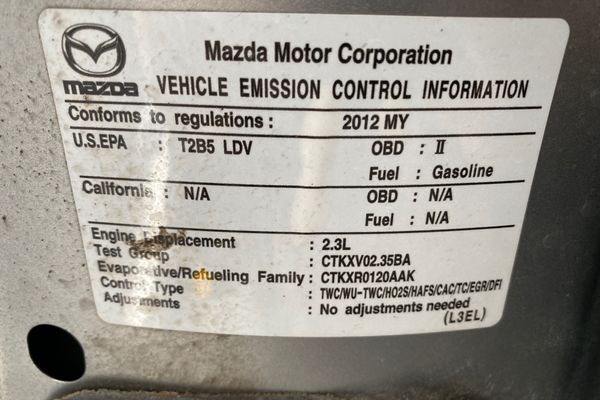 mazda
Mazda Motor Corporation
VEHICLE EMISSION CONTROL INFORMATION
Conforms to regulations : 2012 MY
U.S.EPA : T2B5 LDV OBD : II
Fuel : Gasoline
California : N/A OBD : N/A
Fuel : N/A
Engine Displacement : 2.3L
Test Group : CTKXV02.35BA
Evaporative/Refueling Family : CTKXR0120AAK
Control Type : TWC/WU-TWC/HO2S/HAFS/CAC/TC/EGR/DFI
Adjustments : No adjustments needed
(L3EL)